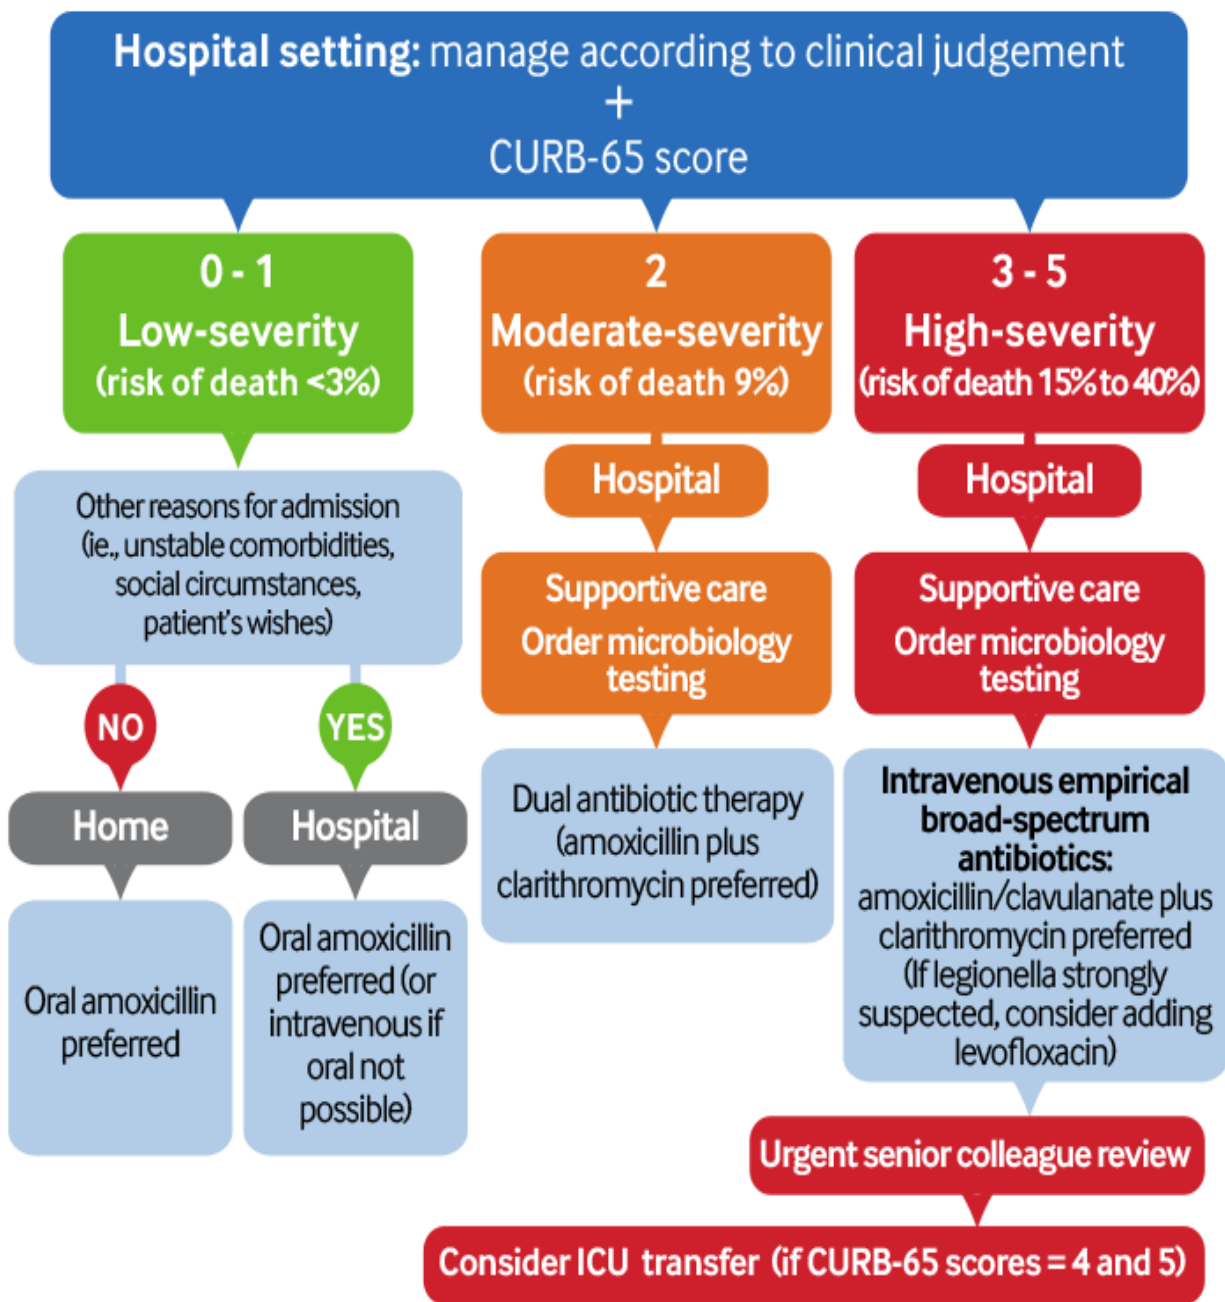 Hospital setting: manage according to clinical judgement
+
CURB-65 score
0 - 1
Low-severity
(risk of death <3%)
2
Moderate-severity
(risk of death 9%)
3 - 5
High-severity
(risk of death 15% to 40%)
Other reasons for admission
(ie., unstable comorbidities,
social circumstances,
patient's wishes)
NO
YES
Home
Hospital
Oral amoxicillin
preferred
Oral amoxicillin
preferred (or
intravenous if
oral not
possible)
Hospital
Supportive care
Order microbiology
testing
Dual antibiotic therapy
(amoxicillin plus
clarithromycin preferred)
Hospital
Supportive care
Order microbiology
testing
Intravenous empirical
broad-spectrum
antibiotics:
amoxicillin/clavulanate plus
clarithromycin preferred
(If legionella strongly
suspected, consider adding
levofloxacin)
Urgent senior colleague review
Consider ICU transfer (if CURB-65 scores = 4 and 5)